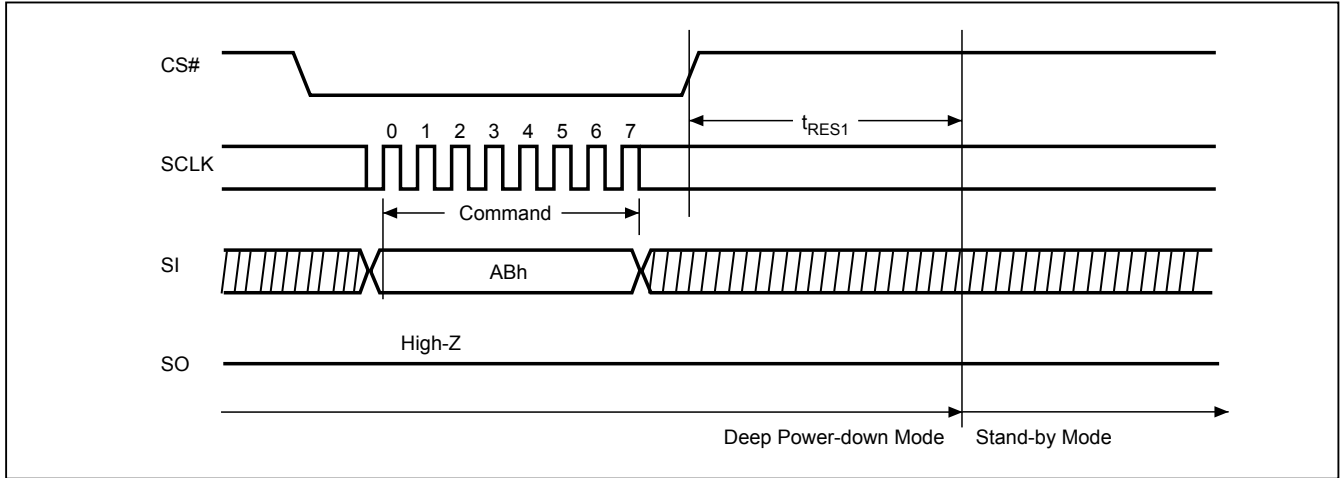 CS#
t_RES1
0 1 2 3 4 5 6 7
SCLK
Command
SI
ABh
High-Z
SO
Deep Power-down Mode
Stand-by Mode